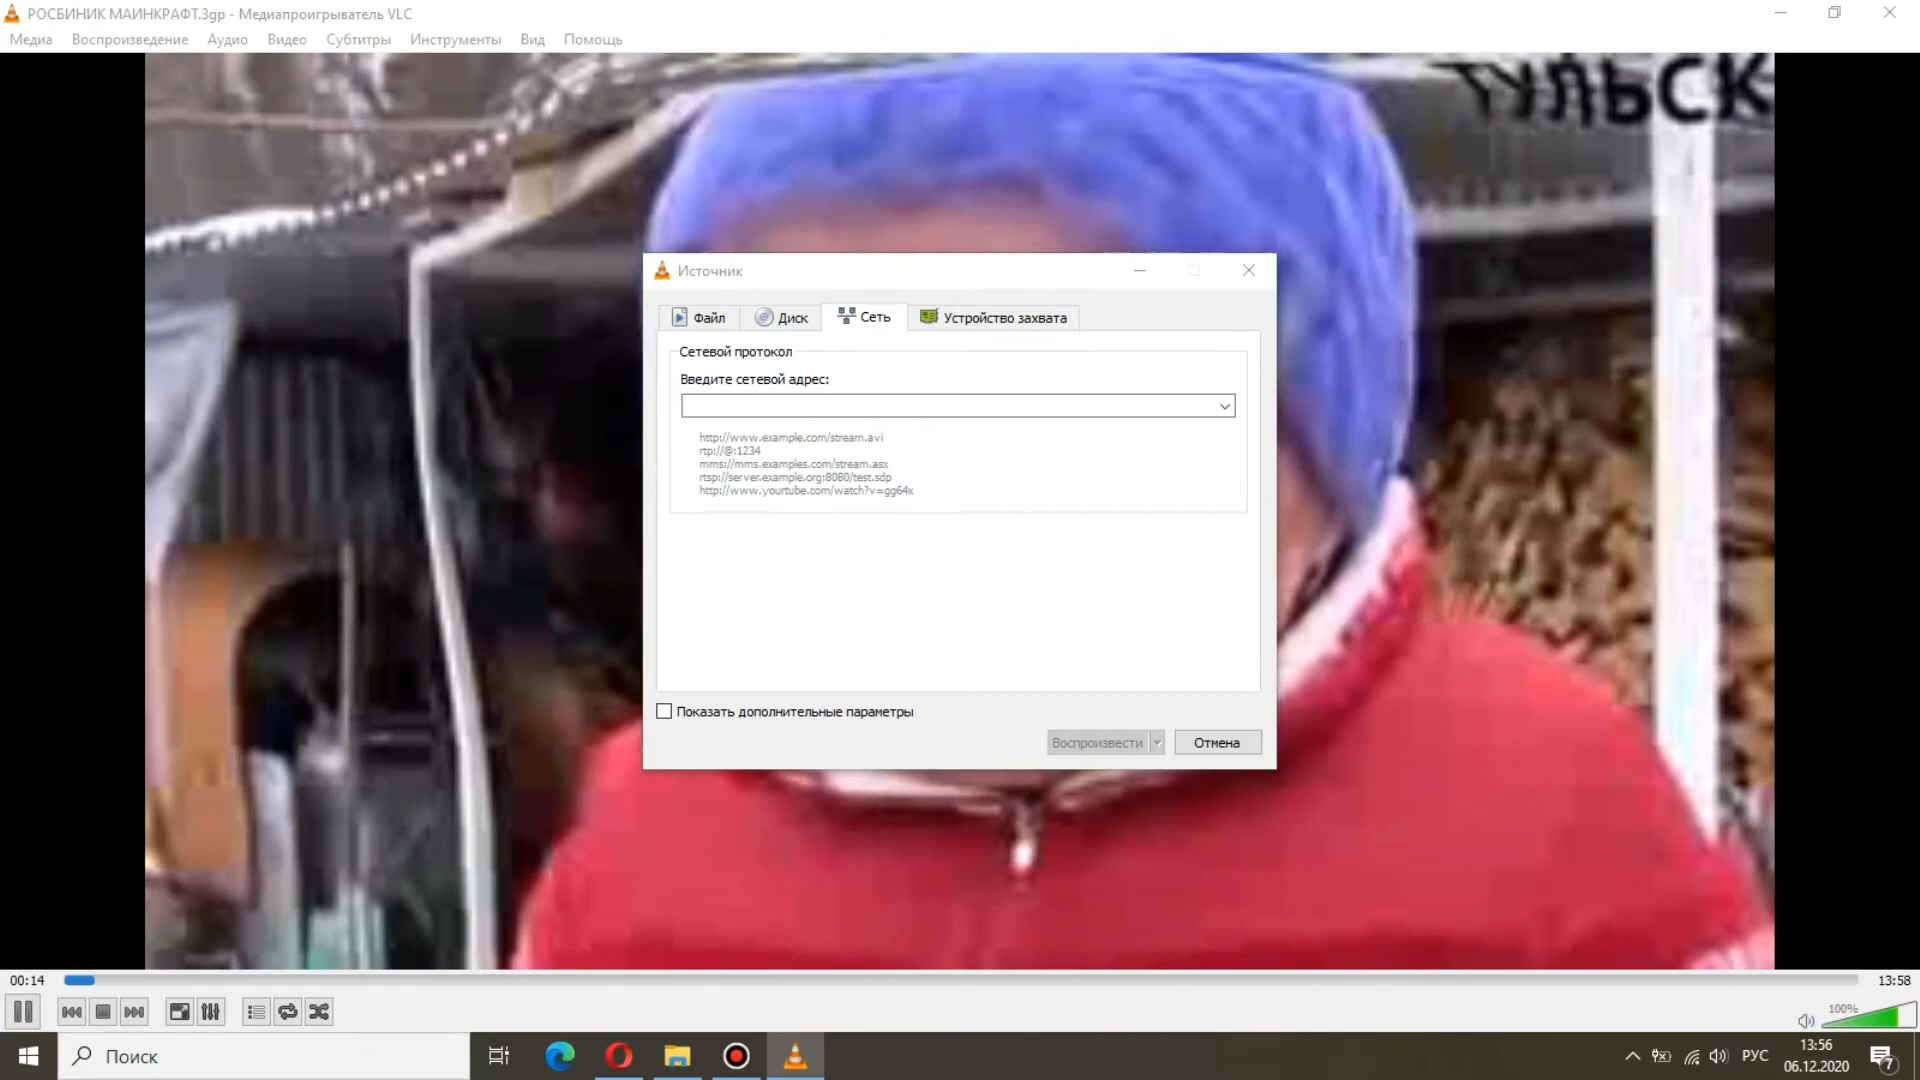 РОСБИНИК МАИНКРАФТ.3gp - Медиапроигрыватель VLC
Медиа Воспроизведение Аудио Видео Субтитры Инструменты Вид Помощь
ТУЛЬСК
Источник
Файл Диск Сеть Устройство захвата
Сетевой протокол
Введите сетевой адрес:
http://www.example.com/stream.avi
rtp://@:1234
mms://mms.examples.com/stream.asx
rtsp://server.example.org:8080/test.sdp
http://www.yourtube.com/watch?v=gg64x
Показать дополнительные параметры
Воспроизвести Отмена
00:14 13:58
100%
Поиск
РУС
13:56
06.12.2020
7